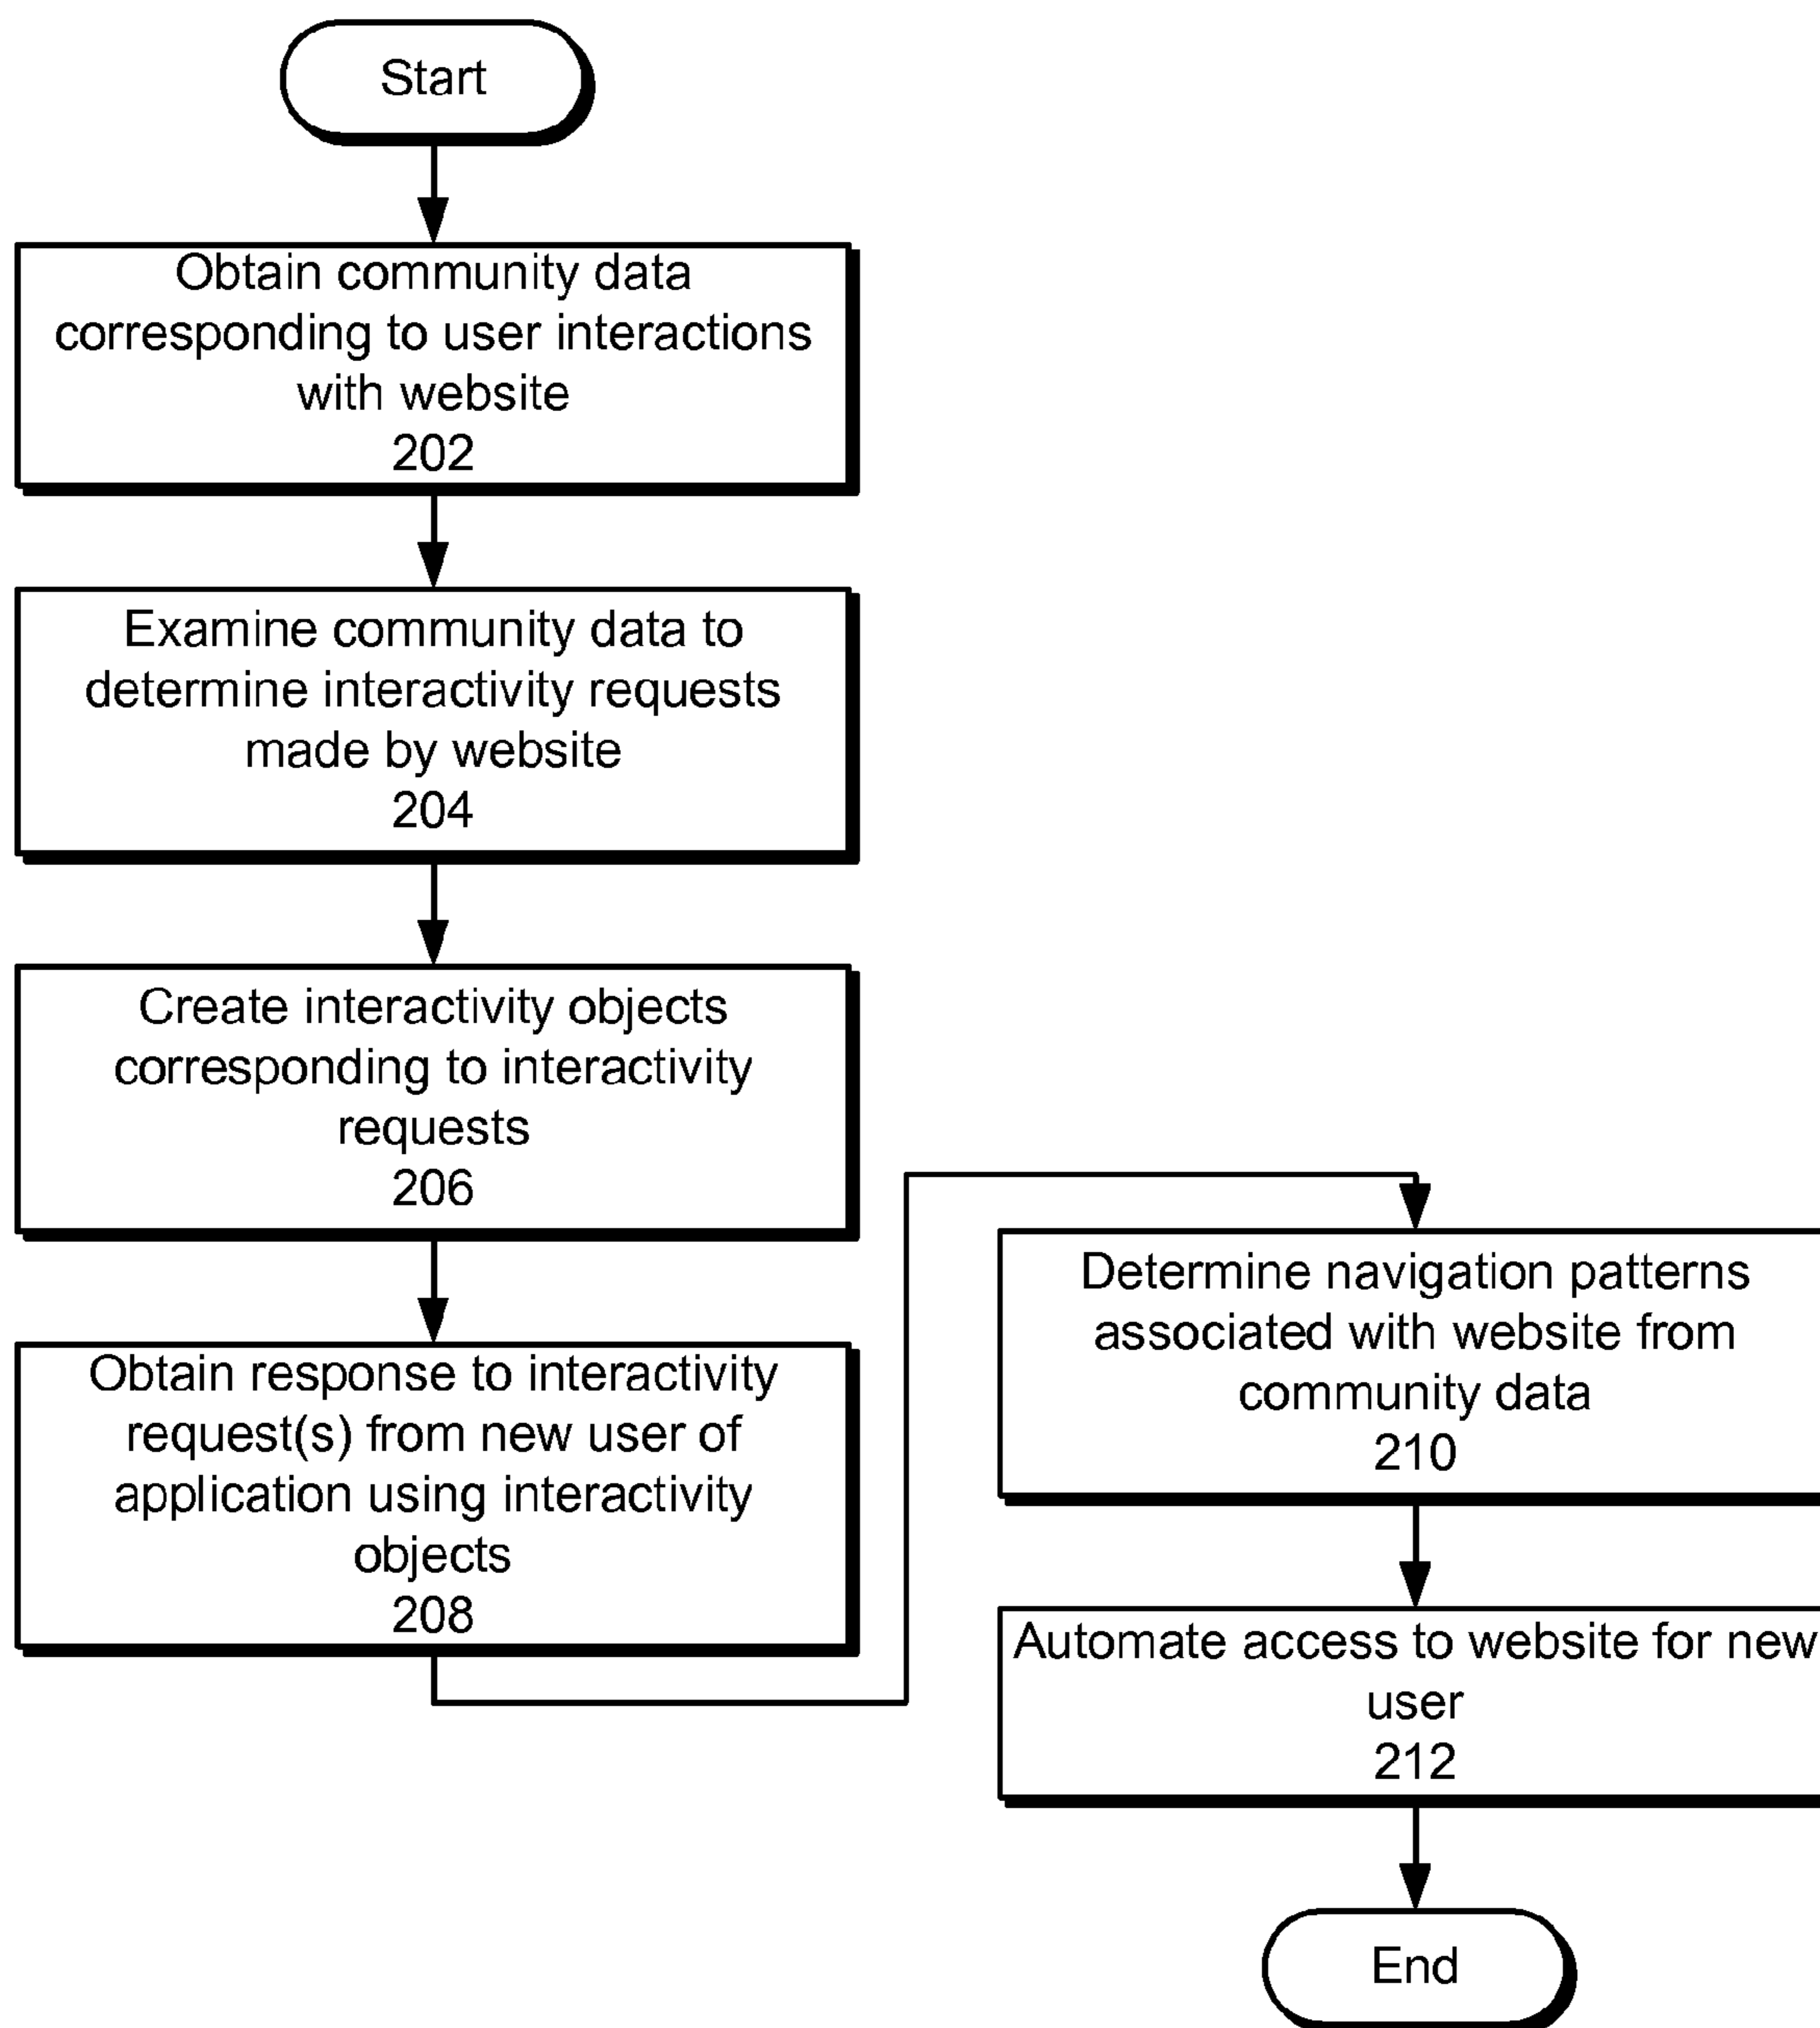 Start
Obtain community data
corresponding to user interactions
with website
202
Examine community data to
determine interactivity requests
made by website
204
Create interactivity objects
corresponding to interactivity
requests
206
Obtain response to interactivity
request(s) from new user of
application using interactivity
objects
208
Determine navigation patterns
associated with website from
community data
210
Automate access to website for new
user
212
End